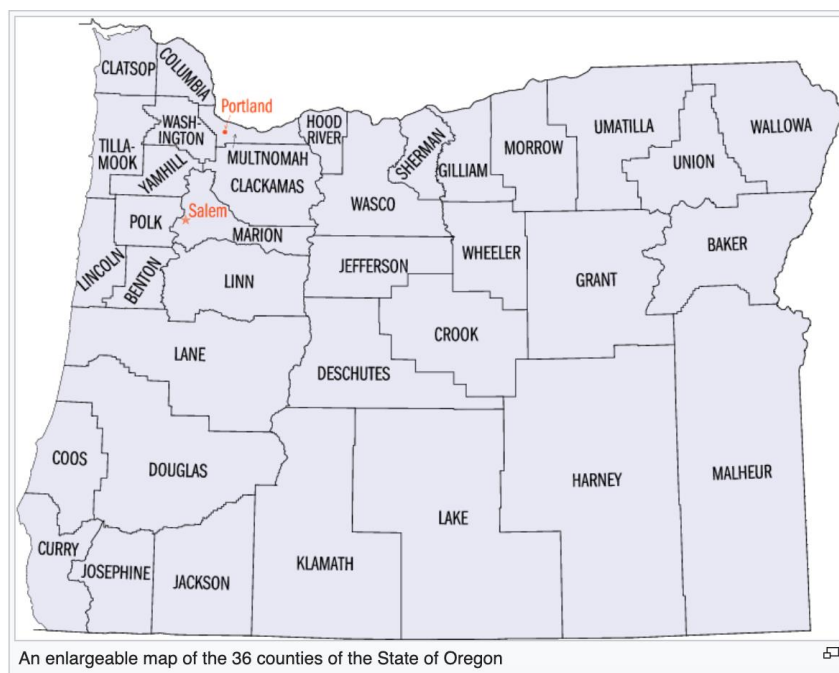 CLATSOP
COLUMBIA
Portland
WASH-
INGTON
HOOD
RIVER
TILLA-
MOOK
YAMHILL
MULTNOMAH
CLACKAMAS
SHERMAN
GILLIAM
MORROW
UMATILLA
UNION
WALLOWA
WASCO
POLK
Salem
MARION
LINCOLN
BENTON
LINN
JEFFERSON
WHEELER
GRANT
BAKER
CROOK
LANE
DESCHUTES
COOS
DOUGLAS
HARNEY
MALHEUR
LAKE
CURRY
JOSEPHINE
JACKSON
KLAMATH
An enlargeable map of the 36 counties of the State of Oregon